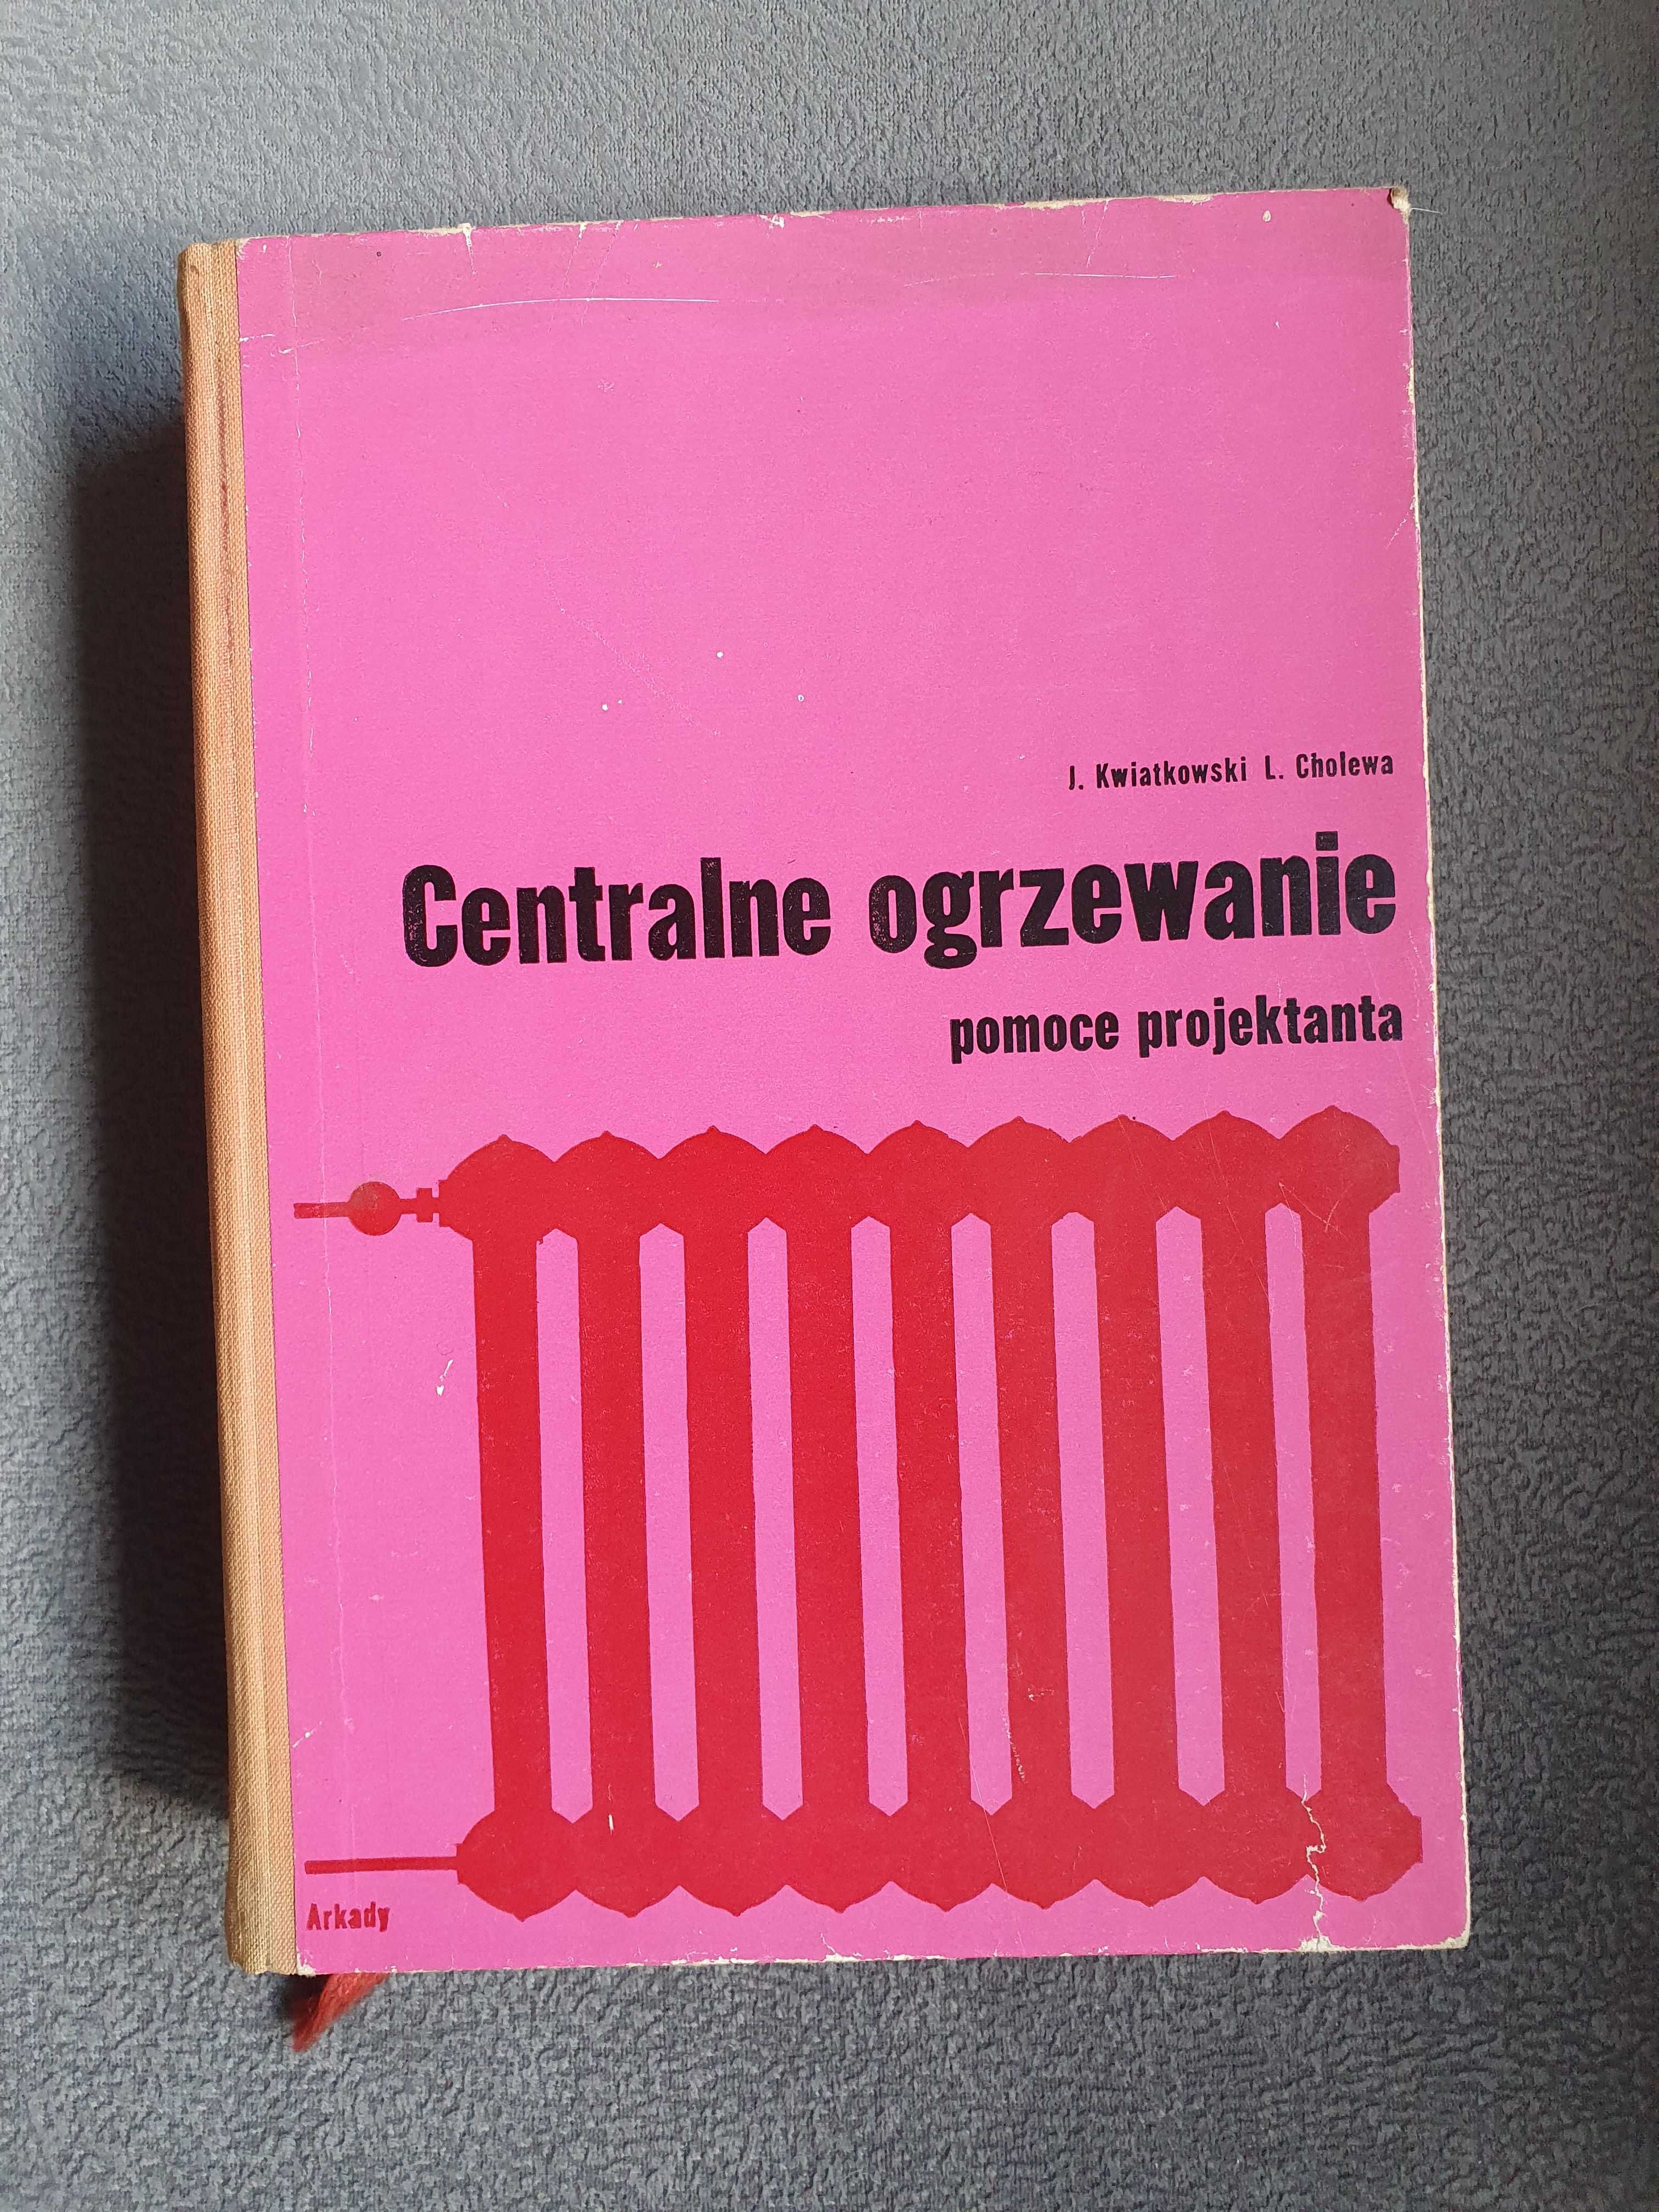 J. Kwiatkowski L. Cholewa
Centralne ogrzewanie
pomoce projektanta
Arkady